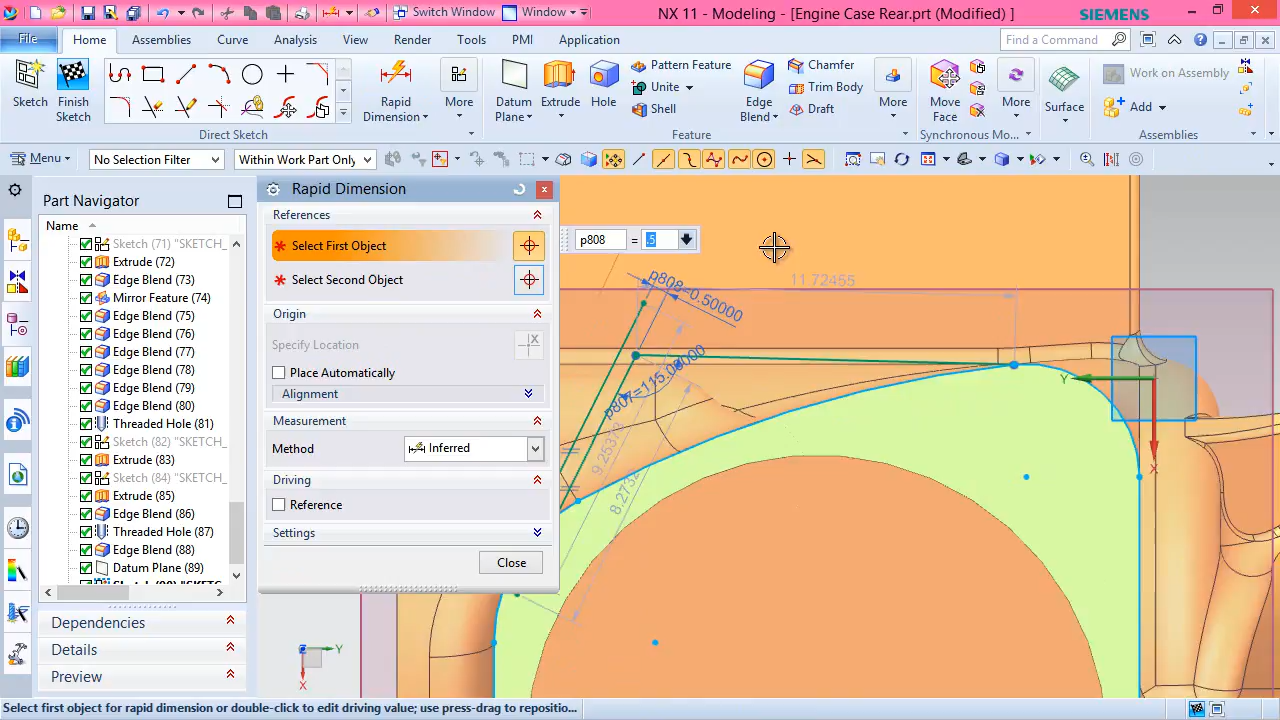 Switch Window
Window
NX 11 - Modeling - [Engine Case Rear.prt (Modified) ]
SIEMENS
File
Home
Assemblies
Curve
Analysis
View
Render
Tools
PMI
Application
Find a Command
Sketch
Finish
Sketch
Rapid
Dimension
More
Datum
Plane
Extrude
Hole
Pattern Feature
Unite
Shell
Edge
Blend
Chamfer
Trim Body
Draft
More
Move
Face
More
Surface
Work on Assembly
Add
Direct Sketch
Feature
Synchronous Mo...
Assemblies
Menu
No Selection Filter
Within Work Part Only
Part Navigator
Name
Sketch (71) "SKETCH_
Extrude (72)
Edge Blend (73)
Mirror Feature (74)
Edge Blend (75)
Edge Blend (76)
Edge Blend (77)
Edge Blend (78)
Edge Blend (79)
Edge Blend (80)
Threaded Hole (81)
Sketch (82) "SKETCH_
Extrude (83)
Sketch (84) "SKETCH_
Extrude (85)
Edge Blend (86)
Threaded Hole (87)
Edge Blend (88)
Datum Plane (89)
Dependencies
Details
Preview
Rapid Dimension
References
* Select First Object
* Select Second Object
Origin
Specify Location
Place Automatically
Alignment
Measurement
Method
Inferred
Driving
Reference
Settings
Close
p808 = .5
11.72455
p808=0.50000
p807=115.00000
Y
X
Y
X
Select first object for rapid dimension or double-click to edit driving value; use press-drag to repositio...